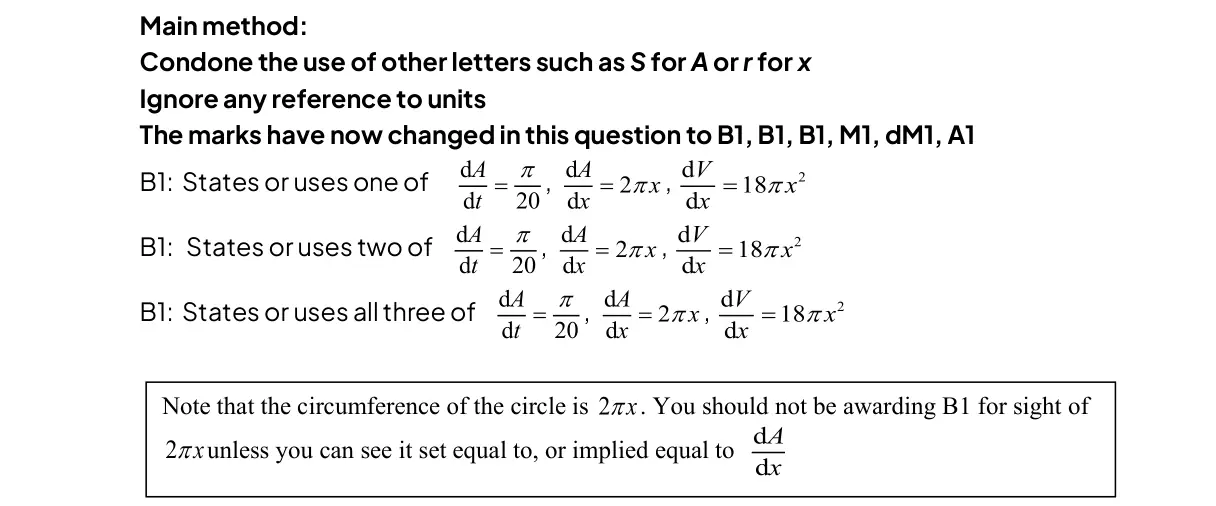 Main method:
Condone the use of other letters such as S for A or r for x
Ignore any reference to units
The marks have now changed in this question to B1, B1, B1, M1, dM1, A1
B1: States or uses one of dA/dt = π/20, dA/dx = 2πx, dV/dx = 18πx²
B1: States or uses two of dA/dt = π/20, dA/dx = 2πx, dV/dx = 18πx²
B1: States or uses all three of dA/dt = π/20, dA/dx = 2πx, dV/dx = 18πx²
Note that the circumference of the circle is 2πx. You should not be awarding B1 for sight of
2πx unless you can see it set equal to, or implied equal to dA/dx